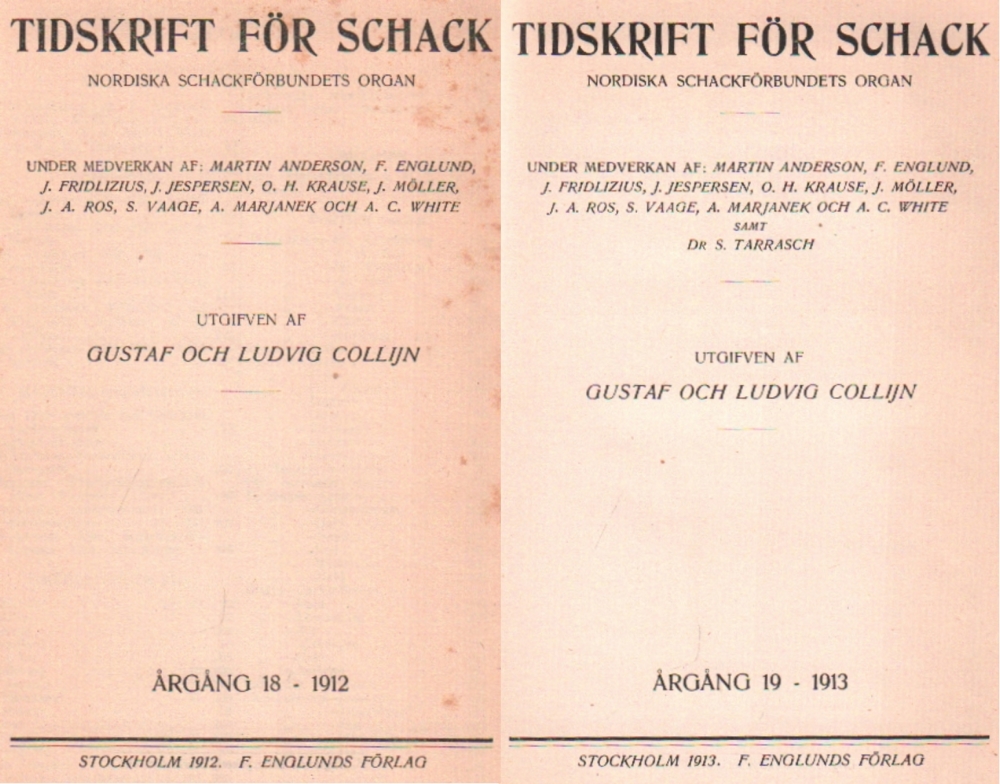 TIDSKRIFT FÖR SCHACK
NORDISKA SCHACKFÖRBUNDETS ORGAN
UNDER MEDVERKAN AF: MARTIN ANDERSON, F. ENGLUND,
J. FRIDLIZIUS, J. JESPERSEN, O. H. KRAUSE, J. MÖLLER,
J. A. ROS, S. VAAGE, A. MARJANEK OCH A. C. WHITE
UTGIFVEN AF
GUSTAF OCH LUDVIG COLLIJN
ÅRGÅNG 18 - 1912
STOCKHOLM 1912. F. ENGLUNDS FÖRLAG
TIDSKRIFT FÖR SCHACK
NORDISKA SCHACKFÖRBUNDETS ORGAN
UNDER MEDVERKAN AF: MARTIN ANDERSON, F. ENGLUND,
J. FRIDLIZIUS, J. JESPERSEN, O. H. KRAUSE, J. MÖLLER,
J. A. ROS, S. VAAGE, A. MARJANEK OCH A. C. WHITE
SAMT
DR S. TARRASCH
UTGIFVEN AF
GUSTAF OCH LUDVIG COLLIJN
ÅRGÅNG 19 - 1913
STOCKHOLM 1913. F. ENGLUNDS FÖRLAG